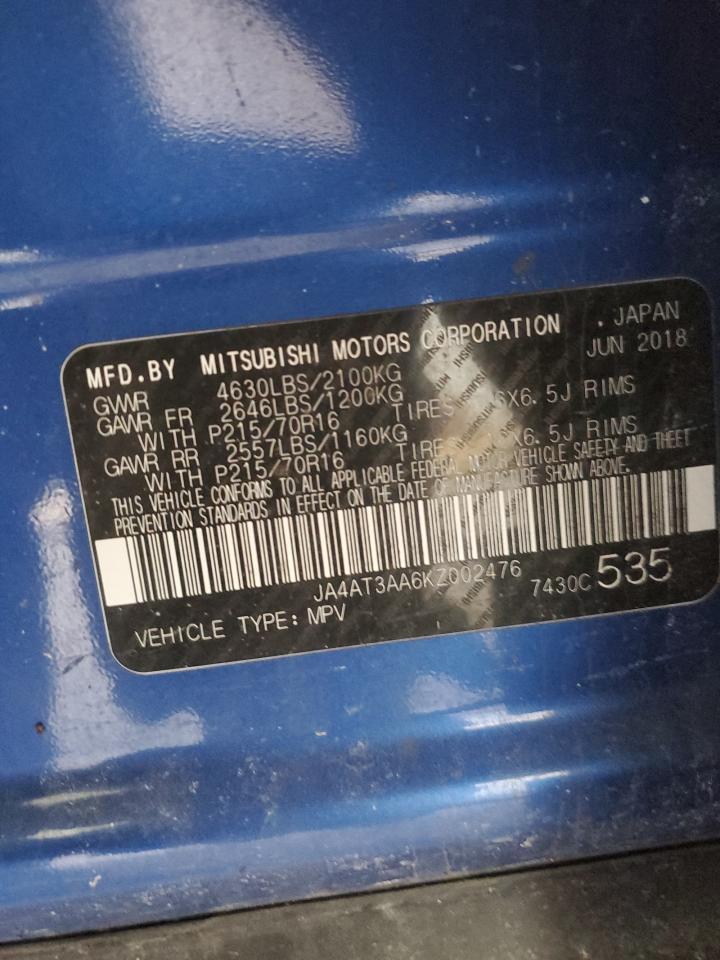 MFD.BY MITSUBISHI MOTORS CORPORATION . JAPAN
JUN 2018
GVWR 4630LBS/2100KG
GAWR FR 2646LBS/1200KG
WITH P215/70R16 TIRES 6X6.5J RIMS
GAWR RR 2557LBS/1160KG
WITH P215/70R16 TIRE X6.5J RIMS
THIS VEHICLE CONFORMS TO ALL APPLICABLE FEDERAL MOTOR VEHICLE SAFETY AND THEFT
PREVENTION STANDARDS IN EFFECT ON THE DATE OF MANUFACTURE SHOWN ABOVE.
JA4AT3AA6KZ002476
7430C 535
VEHICLE TYPE: MPV